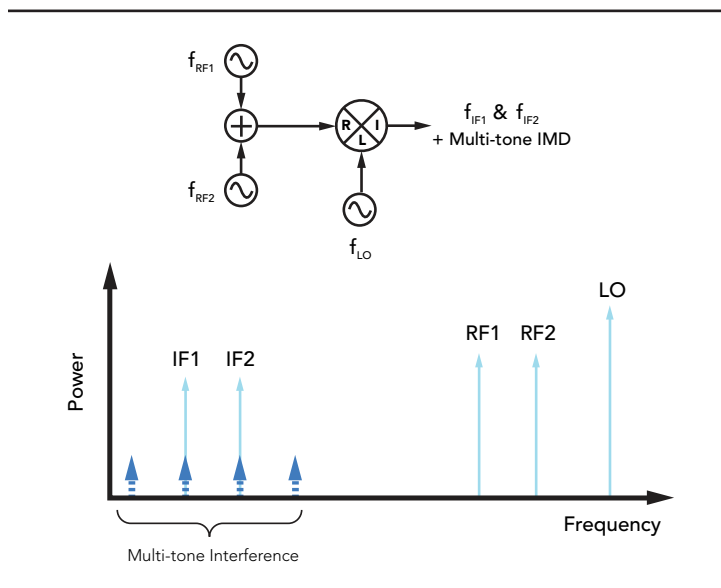 fRF1
R
I
L
fIF1 & fIF2
+ Multi-tone IMD
fRF2
fLO
LO
RF1
RF2
IF1
IF2
Power
Frequency
Multi-tone Interference